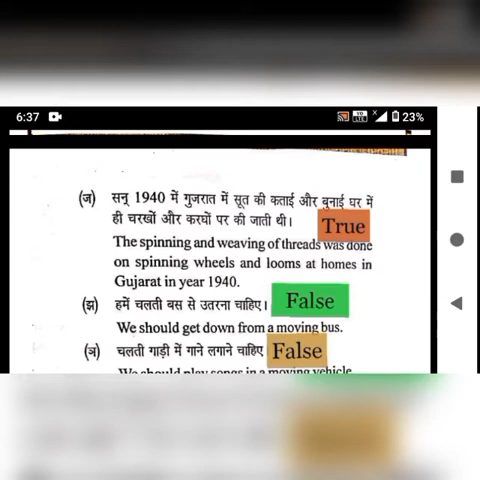 6:37
VO LTE 23%
(ज) सन् 1940 में गुजरात में सूत की कताई और बुनाई घर में
ही चरखों और करघों पर की जाती थी। True
The spinning and weaving of threads was done
on spinning wheels and looms at homes in
Gujarat in year 1940.
(झ) हमें चलती बस से उतरना चाहिए। False
We should get down from a moving bus.
(ञ) चलती गाड़ी में गाने लगाने चाहिए False
We should play songs in a moving vehicle